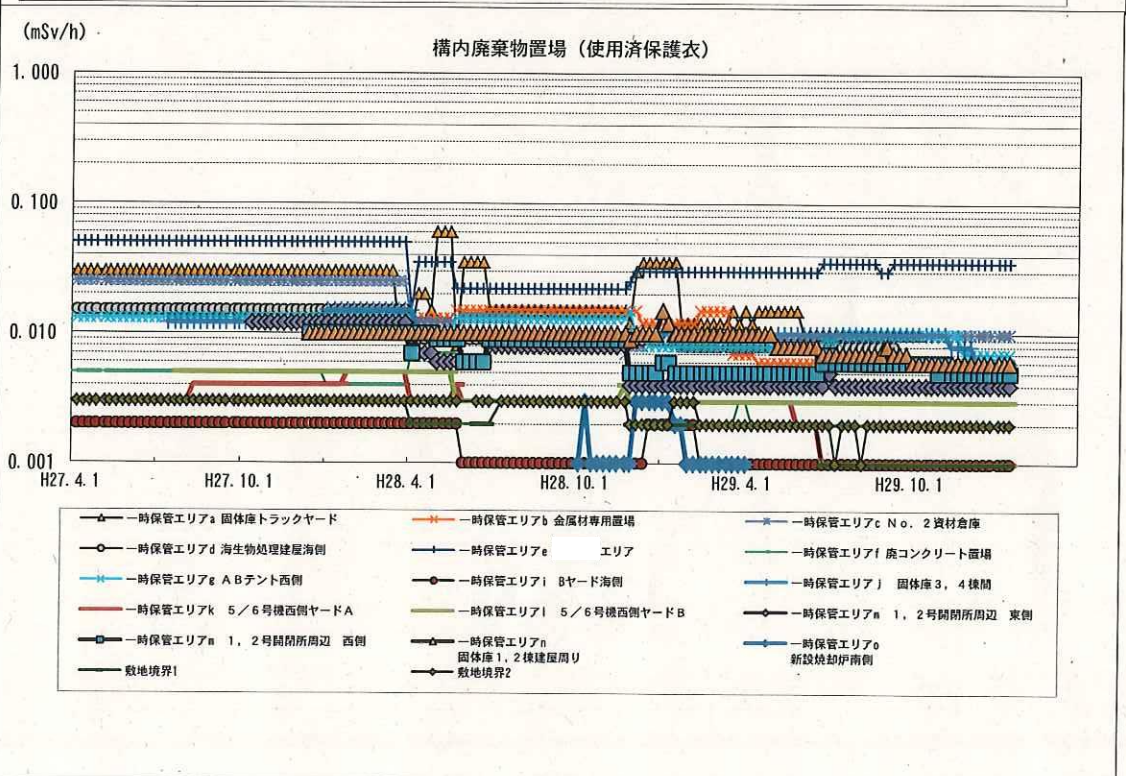 (mSv/h)
構内廃棄物置場（使用済保護衣）
1.000
0.100
0.010
0.001
H27.4.1 H27.10.1 H28.4.1 H28.10.1 H29.4.1 H29.10.1
一時保管エリアa 固体庫トラックヤード
一時保管エリアb 金属材専用置場
一時保管エリアc No．2資材倉庫
一時保管エリアd 海生物処理建屋海側
一時保管エリアe エリア
一時保管エリアf 廃コンクリート置場
一時保管エリアg ABテント西側
一時保管エリアi Bヤード海側
一時保管エリアj 固体庫3，4棟間
一時保管エリアk 5／6号機西側ヤードA
一時保管エリアl 5／6号機西側ヤードB
一時保管エリアm 1，2号開閉所周辺 東側
一時保管エリアm 1，2号開閉所周辺 西側
一時保管エリアn
固体庫1,2棟建屋周り
一時保管エリアo
新設焼却炉南側
敷地境界1
敷地境界2